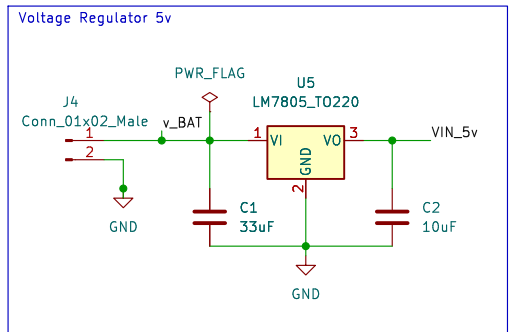 Voltage Regulator 5v
PWR_FLAG
U5
LM7805_TO220
J4
Conn_01x02_Male
v_BAT
1
2
1
VI
VO
3
VIN_5v
GND
2
C1
33uF
C2
10uF
GND
GND